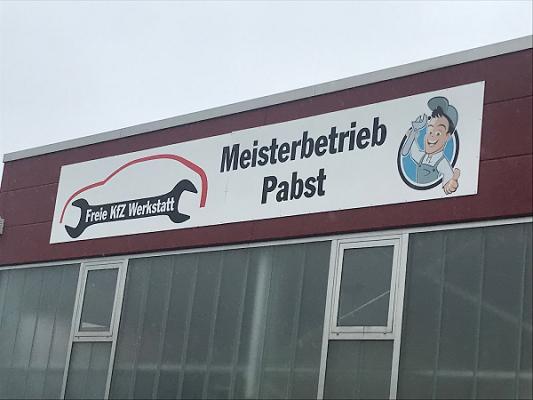 Freie KfZ Werkstatt
Meisterbetrieb
Pabst